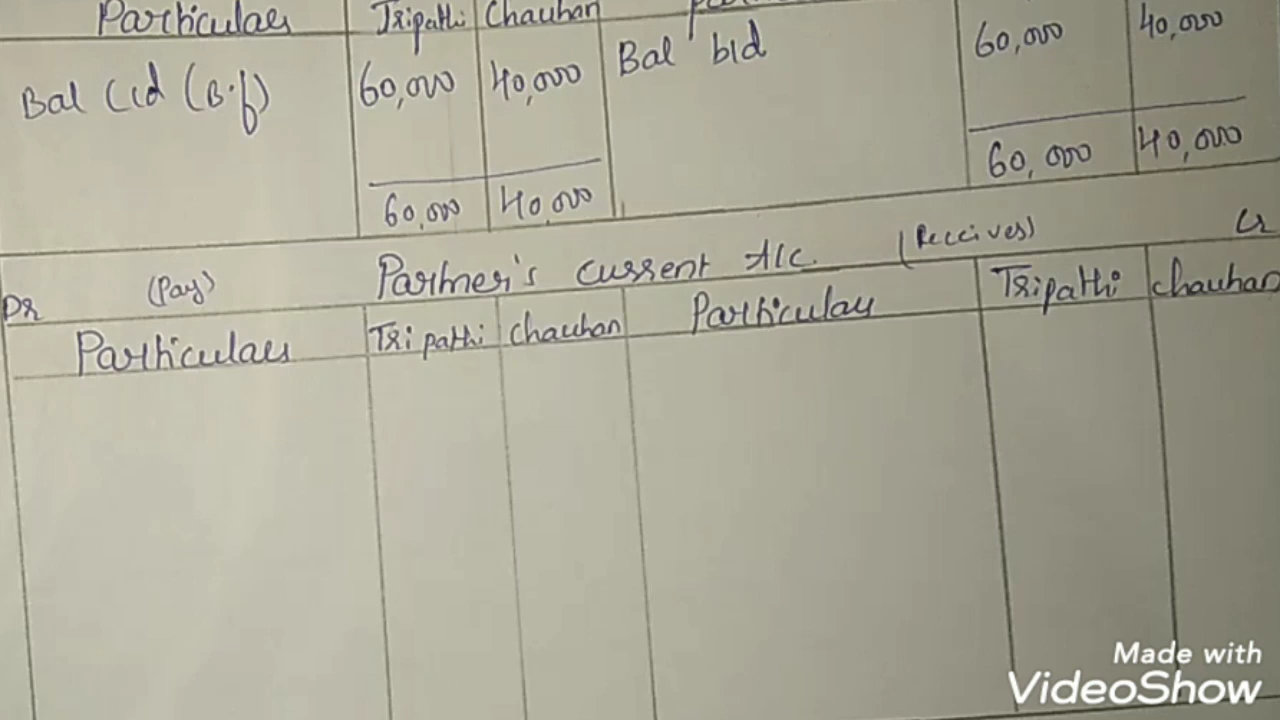 Particulars Tripathi Chauhan
Bal C/d (B.f) 60,000 40,000 Bal b/d 60,000 40,000
60,000 40,000 60,000 40,000
Dr (Pay) Partner's current A/c. (Receives) Cr
Particulars Tripathi Chauhan Particulars Tripathi Chauhan
Made with
VideoShow